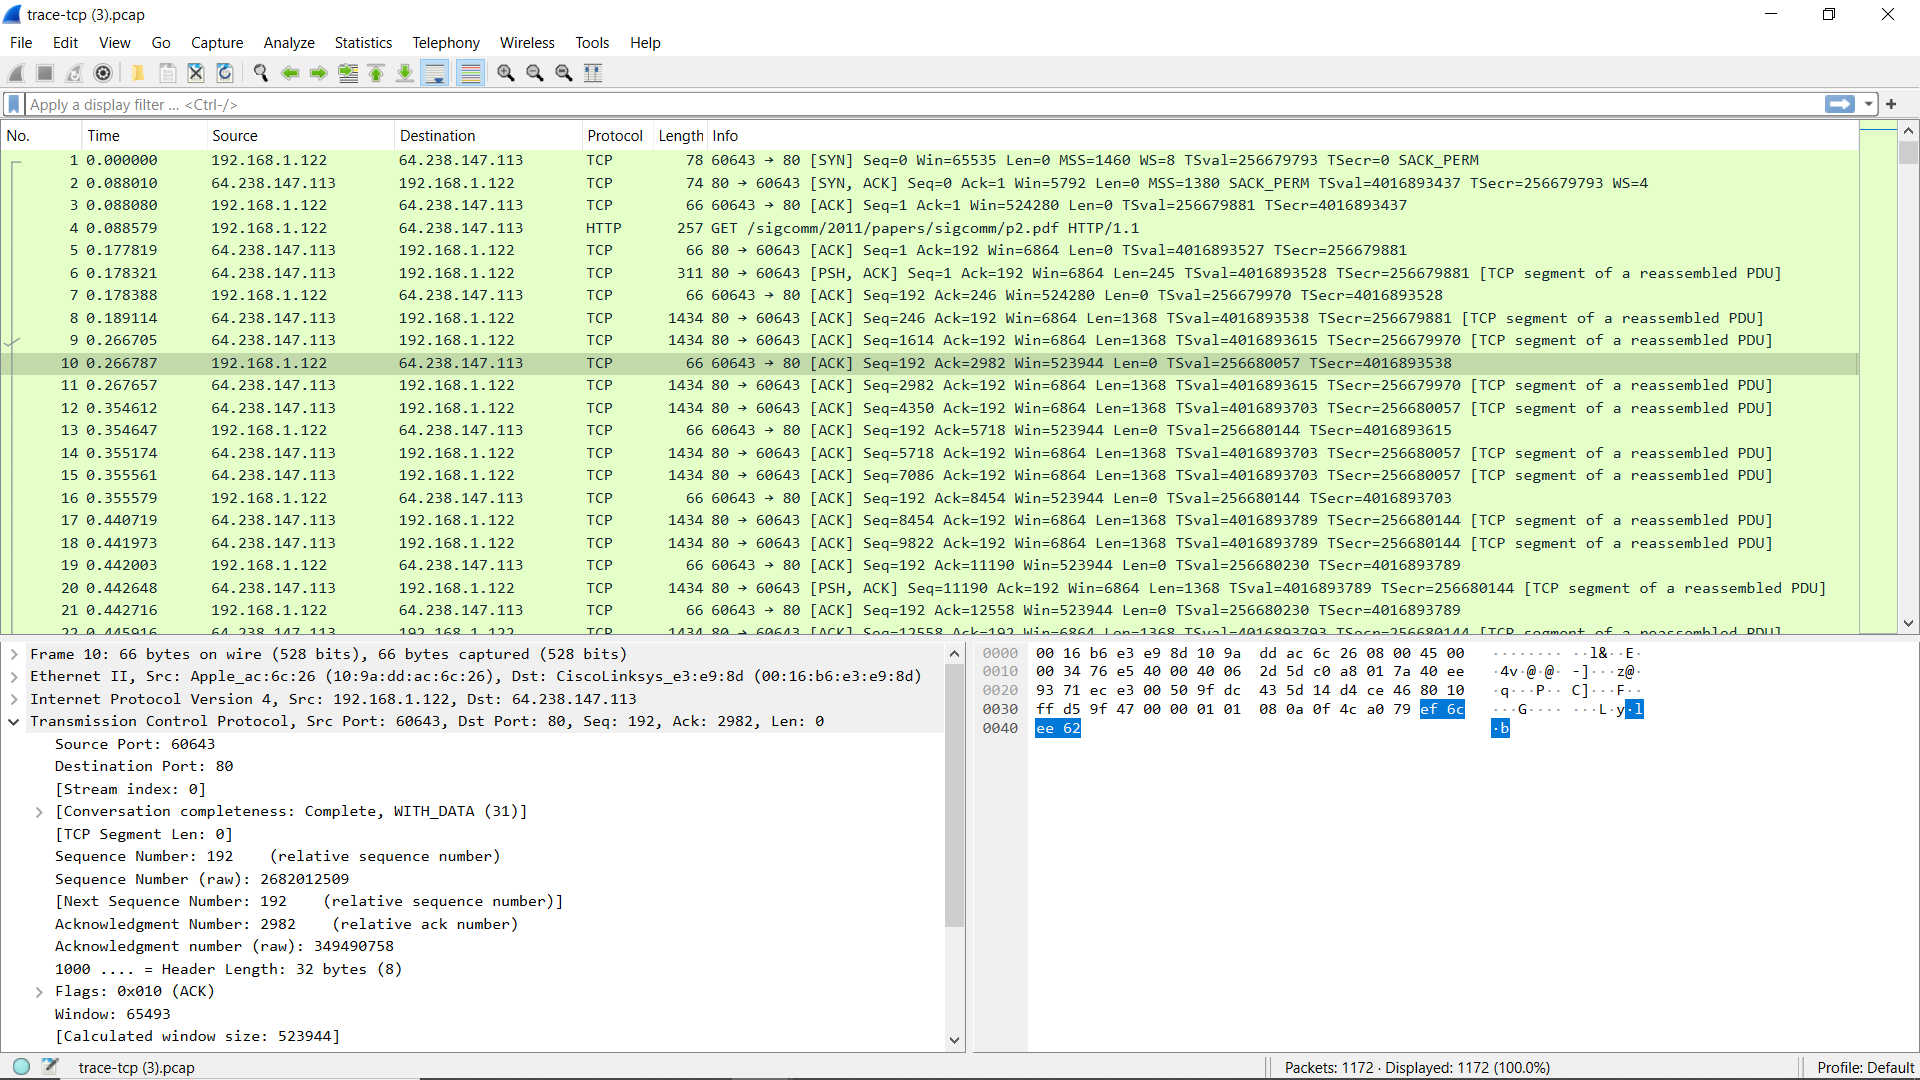 trace-tcp (3).pcap
File Edit View Go Capture Analyze Statistics Telephony Wireless Tools Help
Apply a display filter ... <Ctrl-/>
No. Time Source Destination Protocol Length Info
1 0.000000 192.168.1.122 64.238.147.113 TCP 78 60643 → 80 [SYN] Seq=0 Win=65535 Len=0 MSS=1460 WS=8 TSval=256679793 TSecr=0 SACK_PERM
2 0.088010 64.238.147.113 192.168.1.122 TCP 74 80 → 60643 [SYN, ACK] Seq=0 Ack=1 Win=5792 Len=0 MSS=1380 SACK_PERM TSval=4016893437 TSecr=256679793 WS=4
3 0.088080 192.168.1.122 64.238.147.113 TCP 66 60643 → 80 [ACK] Seq=1 Ack=1 Win=524280 Len=0 TSval=256679881 TSecr=4016893437
4 0.088579 192.168.1.122 64.238.147.113 HTTP 257 GET /sigcomm/2011/papers/sigcomm/p2.pdf HTTP/1.1
5 0.177819 64.238.147.113 192.168.1.122 TCP 66 80 → 60643 [ACK] Seq=1 Ack=192 Win=6864 Len=0 TSval=4016893527 TSecr=256679881
6 0.178321 64.238.147.113 192.168.1.122 TCP 311 80 → 60643 [PSH, ACK] Seq=1 Ack=192 Win=6864 Len=245 TSval=4016893528 TSecr=256679881 [TCP segment of a reassembled PDU]
7 0.178388 192.168.1.122 64.238.147.113 TCP 66 60643 → 80 [ACK] Seq=192 Ack=246 Win=524280 Len=0 TSval=256679970 TSecr=4016893528
8 0.189114 64.238.147.113 192.168.1.122 TCP 1434 80 → 60643 [ACK] Seq=246 Ack=192 Win=6864 Len=1368 TSval=4016893538 TSecr=256679881 [TCP segment of a reassembled PDU]
9 0.266705 64.238.147.113 192.168.1.122 TCP 1434 80 → 60643 [ACK] Seq=1614 Ack=192 Win=6864 Len=1368 TSval=4016893615 TSecr=256679970 [TCP segment of a reassembled PDU]
10 0.266787 192.168.1.122 64.238.147.113 TCP 66 60643 → 80 [ACK] Seq=192 Ack=2982 Win=523944 Len=0 TSval=256680057 TSecr=4016893538
11 0.267657 64.238.147.113 192.168.1.122 TCP 1434 80 → 60643 [ACK] Seq=2982 Ack=192 Win=6864 Len=1368 TSval=4016893615 TSecr=256679970 [TCP segment of a reassembled PDU]
12 0.354612 64.238.147.113 192.168.1.122 TCP 1434 80 → 60643 [ACK] Seq=4350 Ack=192 Win=6864 Len=1368 TSval=4016893703 TSecr=256680057 [TCP segment of a reassembled PDU]
13 0.354647 192.168.1.122 64.238.147.113 TCP 66 60643 → 80 [ACK] Seq=192 Ack=5718 Win=523944 Len=0 TSval=256680144 TSecr=4016893615
14 0.355174 64.238.147.113 192.168.1.122 TCP 1434 80 → 60643 [ACK] Seq=5718 Ack=192 Win=6864 Len=1368 TSval=4016893703 TSecr=256680057 [TCP segment of a reassembled PDU]
15 0.355561 64.238.147.113 192.168.1.122 TCP 1434 80 → 60643 [ACK] Seq=7086 Ack=192 Win=6864 Len=1368 TSval=4016893703 TSecr=256680057 [TCP segment of a reassembled PDU]
16 0.355579 192.168.1.122 64.238.147.113 TCP 66 60643 → 80 [ACK] Seq=192 Ack=8454 Win=523944 Len=0 TSval=256680144 TSecr=4016893703
17 0.440719 64.238.147.113 192.168.1.122 TCP 1434 80 → 60643 [ACK] Seq=8454 Ack=192 Win=6864 Len=1368 TSval=4016893789 TSecr=256680144 [TCP segment of a reassembled PDU]
18 0.441973 64.238.147.113 192.168.1.122 TCP 1434 80 → 60643 [ACK] Seq=9822 Ack=192 Win=6864 Len=1368 TSval=4016893789 TSecr=256680144 [TCP segment of a reassembled PDU]
19 0.442003 192.168.1.122 64.238.147.113 TCP 66 60643 → 80 [ACK] Seq=192 Ack=11190 Win=523944 Len=0 TSval=256680230 TSecr=4016893789
20 0.442648 64.238.147.113 192.168.1.122 TCP 1434 80 → 60643 [PSH, ACK] Seq=11190 Ack=192 Win=6864 Len=1368 TSval=4016893789 TSecr=256680144 [TCP segment of a reassembled PDU]
21 0.442716 192.168.1.122 64.238.147.113 TCP 66 60643 → 80 [ACK] Seq=192 Ack=12558 Win=523944 Len=0 TSval=256680230 TSecr=4016893789
22 0.445916 64.238.147.113 192.168.1.122 TCP 1434 80 → 60643 [ACK] Seq=12558 Ack=192 Win=6864 Len=1368 TSval=4016893793 TSecr=256680144 [TCP segment of a reassembled PDU]
Frame 10: 66 bytes on wire (528 bits), 66 bytes captured (528 bits)
Ethernet II, Src: Apple_ac:6c:26 (10:9a:dd:ac:6c:26), Dst: CiscoLinksys_e3:e9:8d (00:16:b6:e3:e9:8d)
Internet Protocol Version 4, Src: 192.168.1.122, Dst: 64.238.147.113
Transmission Control Protocol, Src Port: 60643, Dst Port: 80, Seq: 192, Ack: 2982, Len: 0
Source Port: 60643
Destination Port: 80
[Stream index: 0]
[Conversation completeness: Complete, WITH_DATA (31)]
[TCP Segment Len: 0]
Sequence Number: 192 (relative sequence number)
Sequence Number (raw): 2682012509
[Next Sequence Number: 192 (relative sequence number)]
Acknowledgment Number: 2982 (relative ack number)
Acknowledgment number (raw): 349490758
1000 .... = Header Length: 32 bytes (8)
Flags: 0x010 (ACK)
Window: 65493
[Calculated window size: 523944]
0000 00 16 b6 e3 e9 8d 10 9a dd ac 6c 26 08 00 45 00 ········ ··l&··E·
0010 00 34 76 e5 40 00 40 06 2d 5d c0 a8 01 7a 40 ee ·4v·@·@· -]···z@·
0020 93 71 ec e3 00 50 9f dc 43 5d 14 d4 ce 46 80 10 ·q···P·· C]···F··
0030 ff d5 9f 47 00 00 01 01 08 0a 0f 4c a0 79 ef 6c ···G···· ···L·y·l
0040 ee 62 ·b
trace-tcp (3).pcap
Packets: 1172 · Displayed: 1172 (100.0%)
Profile: Default